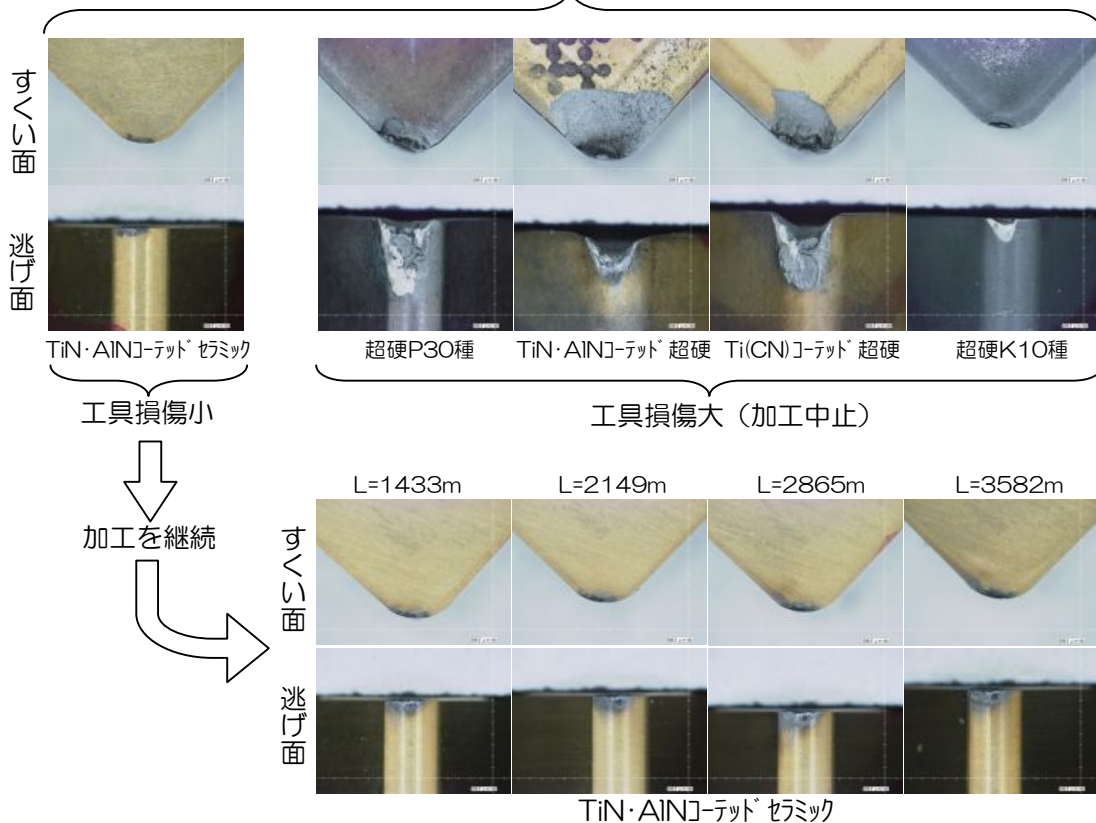 すくい面
逃げ面
TiN･AlNｺｰﾃｯﾄﾞ ｾﾗﾐｯｸ
超硬P30種
TiN･AlNｺｰﾃｯﾄﾞ 超硬
Ti(CN)ｺｰﾃｯﾄﾞ 超硬
超硬K10種
工具損傷小
工具損傷大（加工中止）
加工を継続
L=1433m
L=2149m
L=2865m
L=3582m
すくい面
逃げ面
TiN･AlNｺｰﾃｯﾄﾞ ｾﾗﾐｯｸ